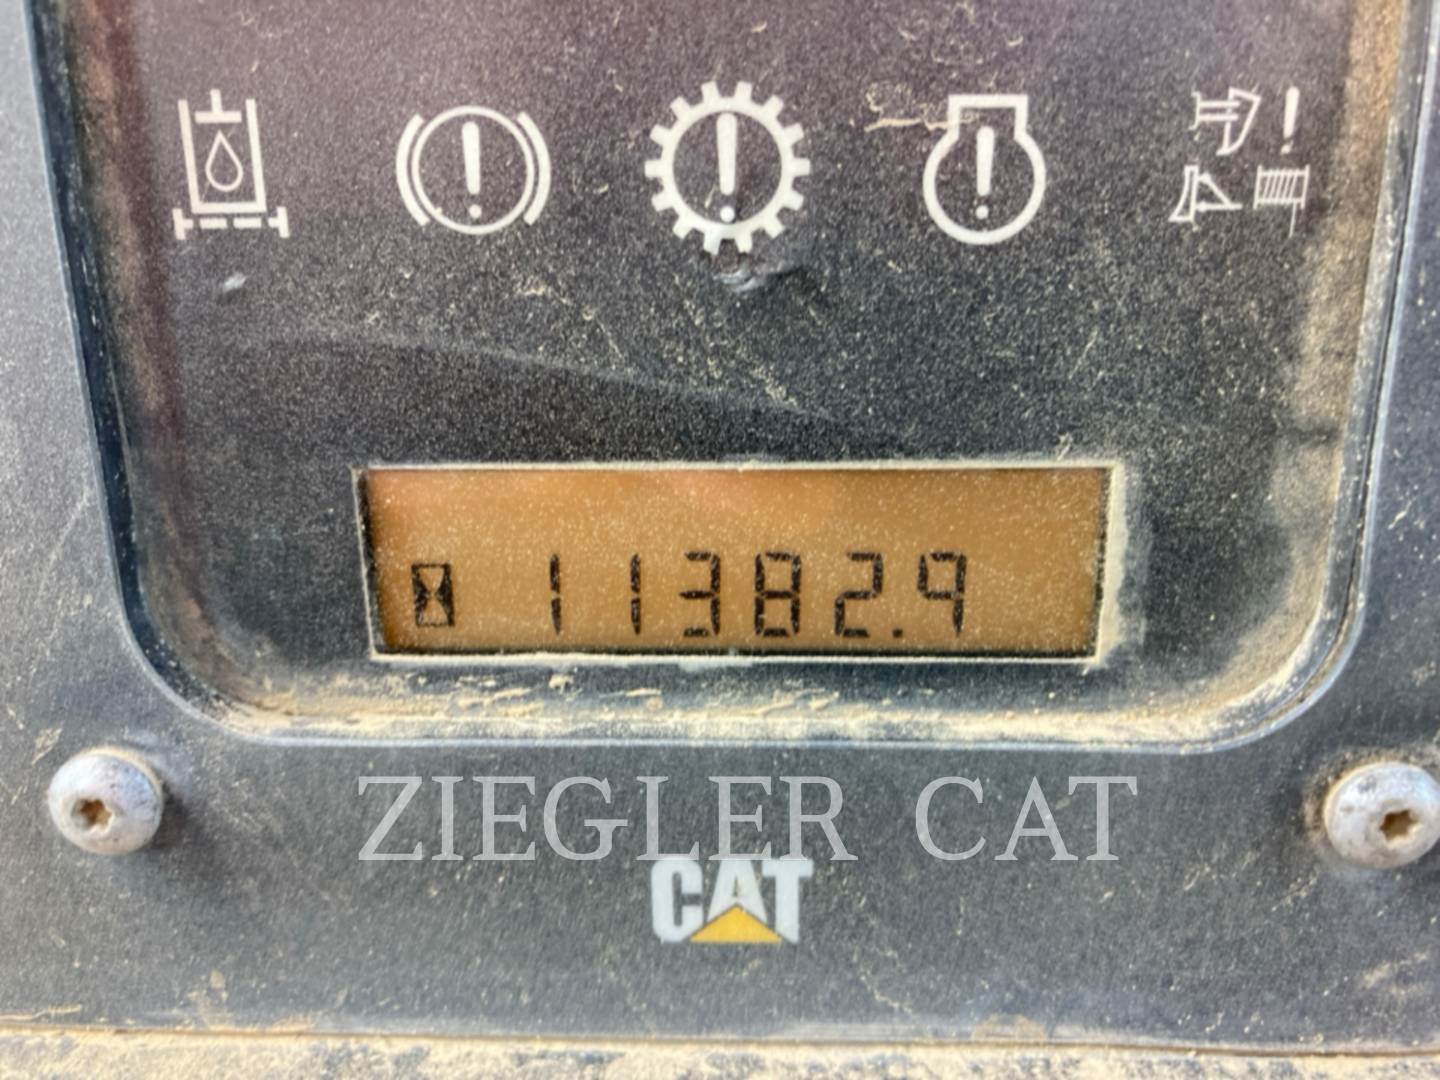 11382.9
ZIEGLER CAT
CAT